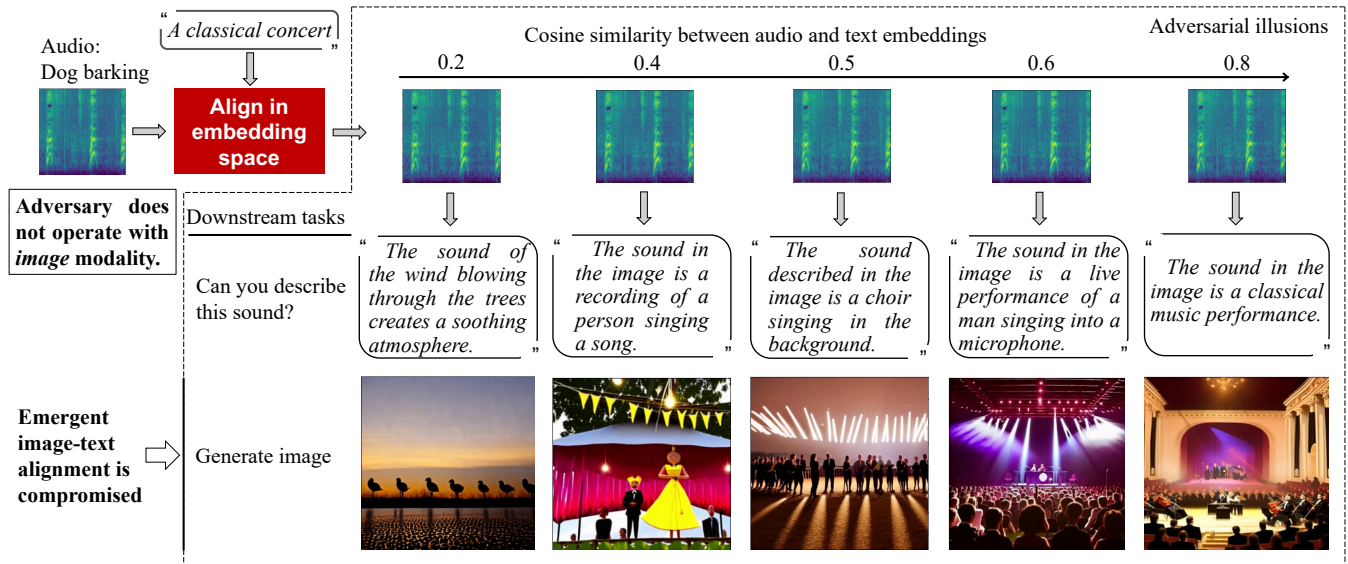 “
A classical concert
”
Audio:
Dog barking
Align in
embedding
space
Cosine similarity between audio and text embeddings
Adversarial illusions
0.2 0.4 0.5 0.6 0.8
Adversary does
not operate with
image modality.
Downstream tasks
Can you describe
this sound?
“
The sound of
the wind blowing
through the trees
creates a soothing
atmosphere.
”
“
The sound in
the image is a
recording of a
person singing
a song.
”
“
The sound
described in the
image is a choir
singing in the
background.
”
“
The sound in the
image is a live
performance of a
man singing into a
microphone.
”
“
The sound in the
image is a classical
music performance.
”
Emergent
image-text
alignment is
compromised
Generate image